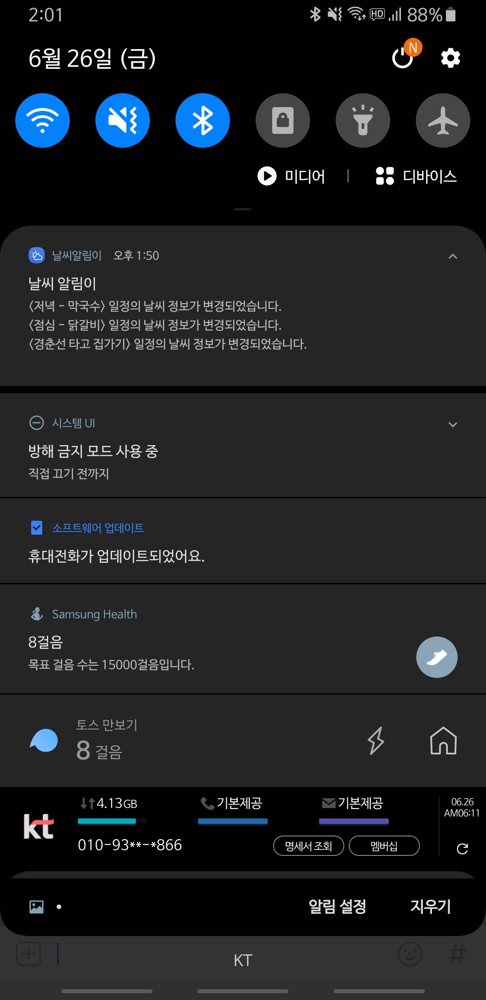 2:01
HD 88%
6월 26일 (금)
N
미디어 | 디바이스
날씨알림이 오후 1:50
날씨 알림이
〈저녁 - 막국수〉 일정의 날씨 정보가 변경되었습니다.
〈점심 - 닭갈비〉 일정의 날씨 정보가 변경되었습니다.
〈경춘선 타고 집가기〉 일정의 날씨 정보가 변경되었습니다.
시스템 UI
방해 금지 모드 사용 중
직접 끄기 전까지
소프트웨어 업데이트
휴대전화가 업데이트되었어요.
Samsung Health
8걸음
목표 걸음 수는 15000걸음입니다.
토스 만보기
8 걸음
kt
4.13GB 기본제공 기본제공
06.26
AM06:11
010-93**-*866 명세서 조회 멤버십
알림 설정 지우기
KT #